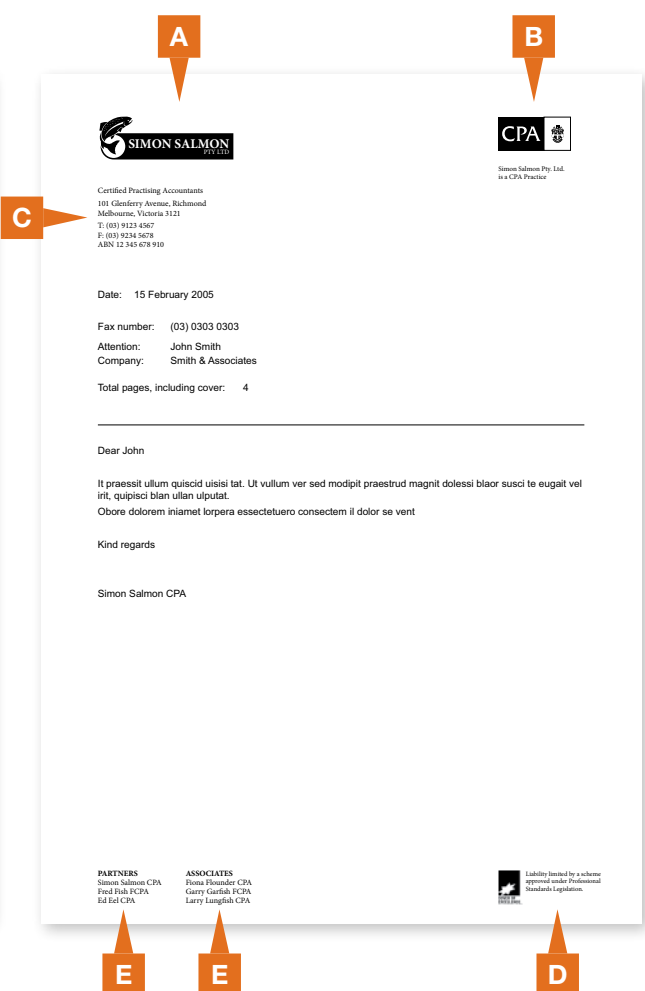 A
B
SIMON SALMON
PTY LTD
CPA
Simon Salmon Pty. Ltd.
is a CPA Practice
C
Certified Practising Accountants
101 Glenferry Avenue, Richmond
Melbourne, Victoria 3121
T: (03) 9123 4567
F: (03) 9234 5678
ABN 12 345 678 910
Date: 15 February 2005
Fax number: (03) 0303 0303
Attention: John Smith
Company: Smith & Associates
Total pages, including cover: 4
Dear John
It praessit ullum quiscid uisisi tat. Ut vullum ver sed modipit praestrud magnit dolessi blaor susci te eugait vel
irit, quipisci blan ullan ulputat.
Obore dolorem iniamet lorpera essectetuero consectem il dolor se vent
Kind regards
Simon Salmon CPA
PARTNERS
Simon Salmon CPA
Fred Fish FCPA
Ed Eel CPA
ASSOCIATES
Fiona Flounder CPA
Garry Garfish FCPA
Larry Lungfish CPA
Liability limited by a scheme
approved under Professional
Standards Legislation.
E
E
D